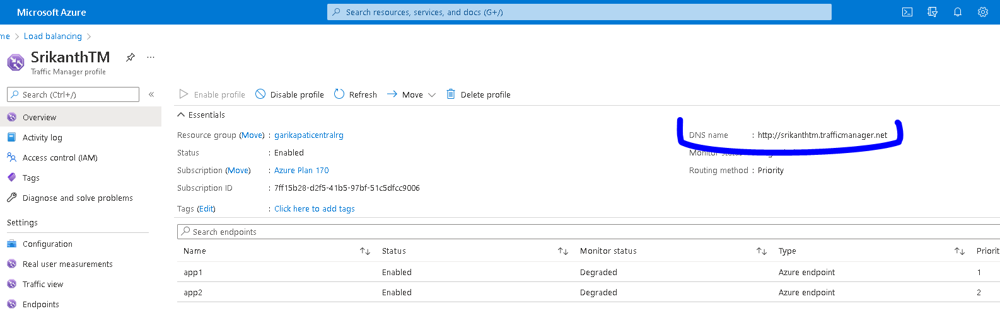 Microsoft Azure
Search resources, services, and docs (G+/)
me > Load balancing >
SrikanthTM
Traffic Manager profile
Search (Ctrl+/)
Enable profile Disable profile Refresh Move Delete profile
Overview
Activity log
Access control (IAM)
Tags
Diagnose and solve problems
Settings
Configuration
Real user measurements
Traffic view
Endpoints
Essentials
Resource group (Move) : garikapaticentralrg
Status : Enabled
Subscription (Move) : Azure Plan 170
Subscription ID : 7ff15b28-d2f5-41b5-97bf-51c5dfcc9006
Tags (Edit) : Click here to add tags
DNS name : http://srikanthtm.trafficmanager.net
Monitor status :
Routing method : Priority
Search endpoints
Name Status Monitor status Type Priorit
app1 Enabled Degraded Azure endpoint 1
app2 Enabled Degraded Azure endpoint 2